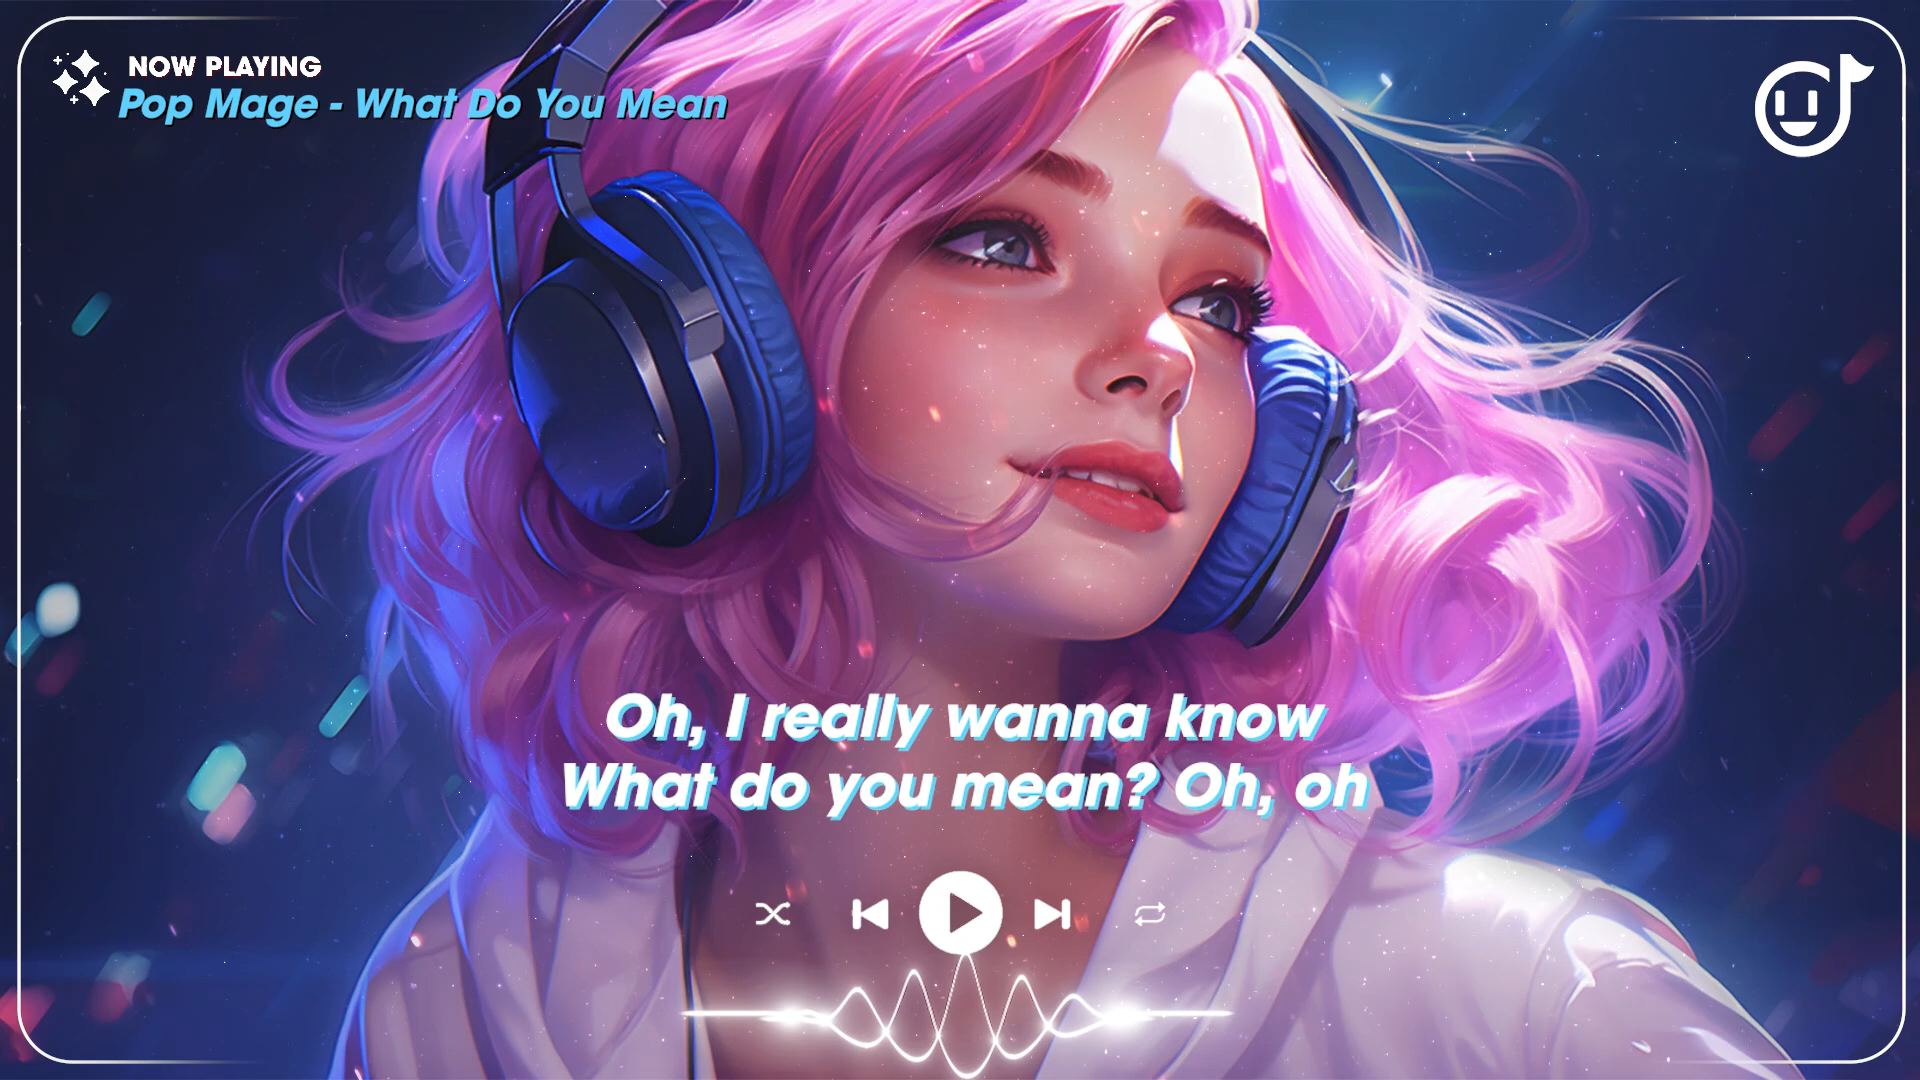 NOW PLAYING
Pop Mage - What Do You Mean
Oh, I really wanna know
What do you mean? Oh, oh